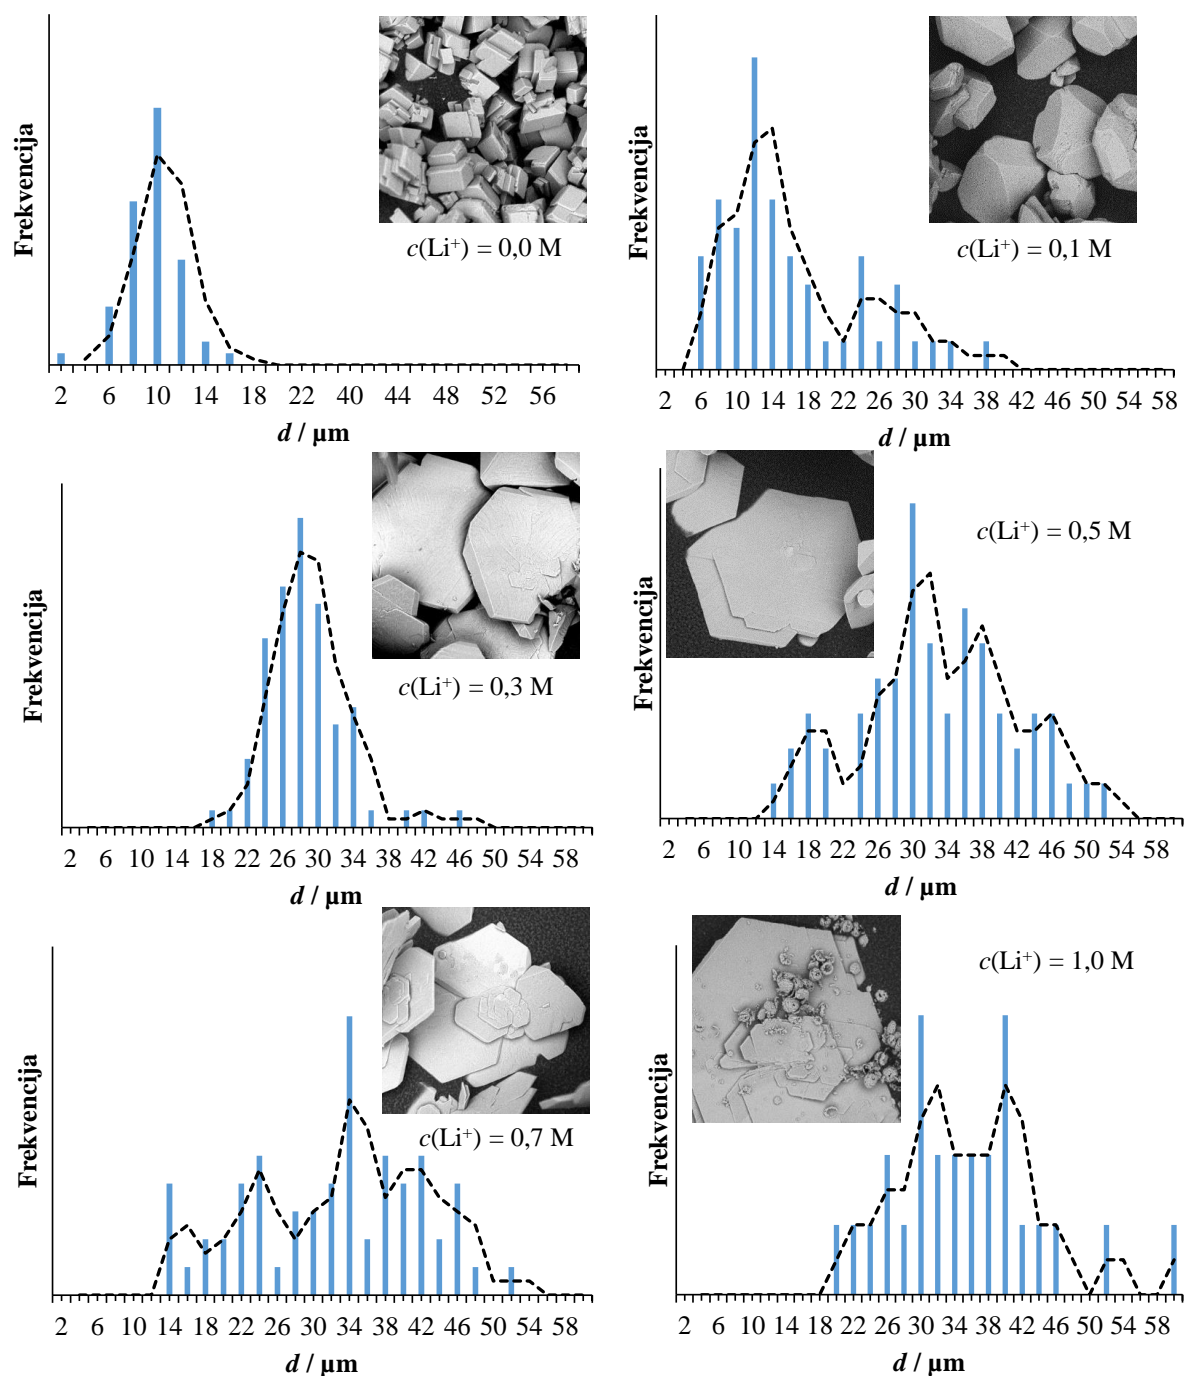 Frekvencija
c(Li⁺) = 0,0 M
2 6 10 14 18 22 40 44 48 52 56
d / µm
Frekvencija
c(Li⁺) = 0,1 M
2 6 10 14 18 22 26 30 34 38 42 46 50 54 58
d / µm
Frekvencija
c(Li⁺) = 0,3 M
2 6 10 14 18 22 26 30 34 38 42 46 50 54 58
d / µm
Frekvencija
c(Li⁺) = 0,5 M
2 6 10 14 18 22 26 30 34 38 42 46 50 54 58
d / µm
Frekvencija
c(Li⁺) = 0,7 M
2 6 10 14 18 22 26 30 34 38 42 46 50 54 58
d / µm
Frekvencija
c(Li⁺) = 1,0 M
2 6 10 14 18 22 26 30 34 38 42 46 50 54 58
d / µm